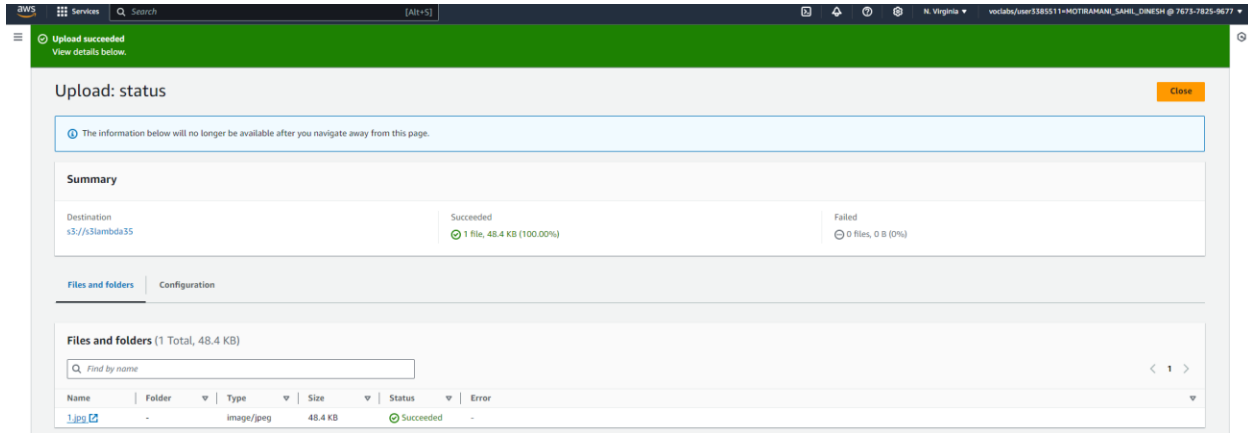 aws Services Search [Alt+S] N. Virginia voclabs/user3385511=MOTIRAMANI_SAHIL_DINESH @ 7673-7825-9677
Upload succeeded
View details below.
Upload: status Close
The information below will no longer be available after you navigate away from this page.
Summary
Destination Succeeded Failed
s3://s3lambda35 1 file, 48.4 KB (100.00%) 0 files, 0 B (0%)
Files and folders Configuration
Files and folders (1 Total, 48.4 KB)
Find by name 1
Name Folder Type Size Status Error
1.jpg - image/jpeg 48.4 KB Succeeded -